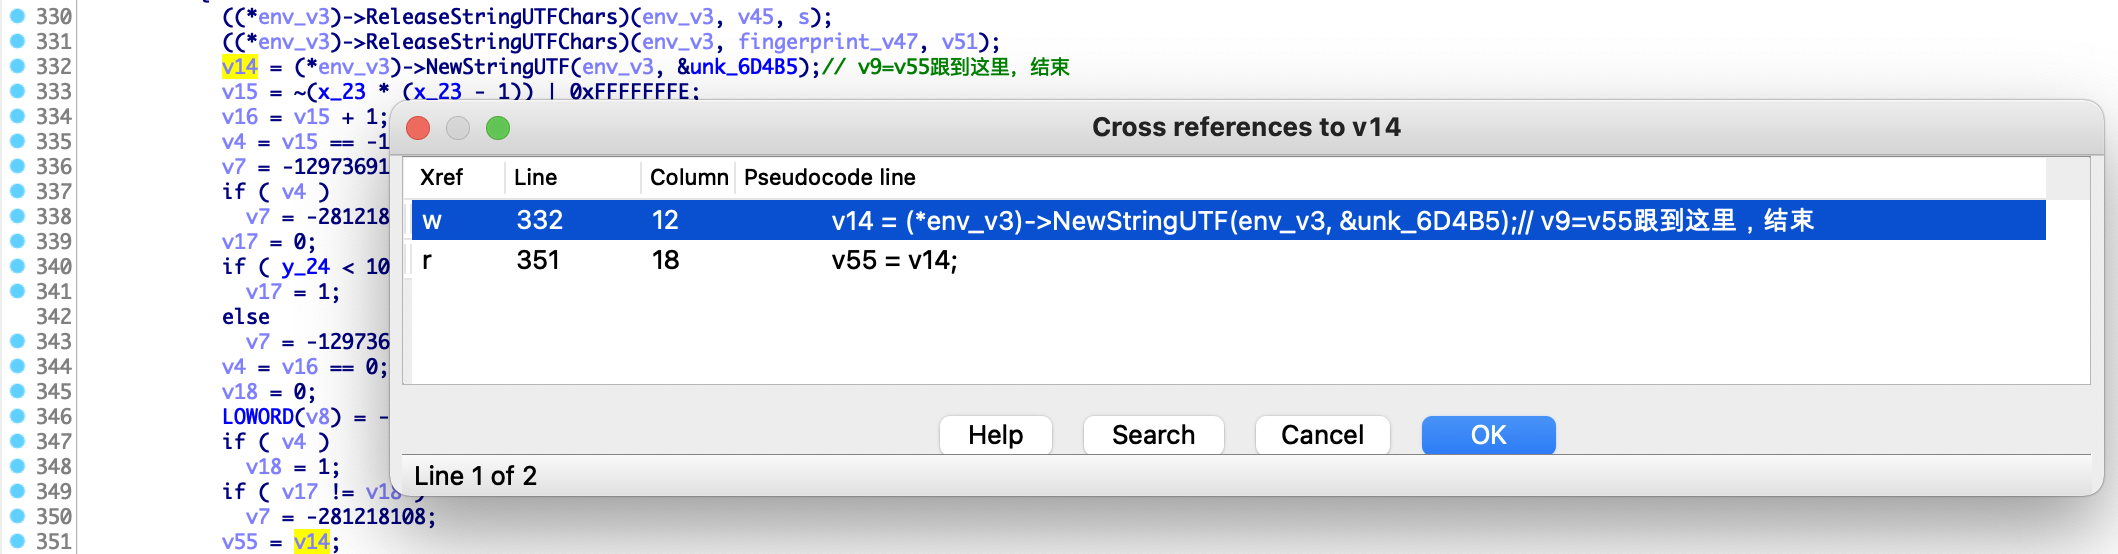 330 ((*env_v3)->ReleaseStringUTFChars)(env_v3, v45, s);
331 ((*env_v3)->ReleaseStringUTFChars)(env_v3, fingerprint_v47, v51);
332 v14 = (*env_v3)->NewStringUTF(env_v3, &unk_6D4B5);// v9=v55跟到这里，结束
333 v15 = ~(x_23 * (x_23 - 1)) | 0xFFFFFFFE;
334 v16 = v15 + 1;
335 v4 = v15 == -1
336 v7 = -12973691
337 if ( v4 )
338 v7 = -281218
339 v17 = 0;
340 if ( y_24 < 10
341 v17 = 1;
342 else
343 v7 = -129736
344 v4 = v16 == 0;
345 v18 = 0;
346 LOWORD(v8) = -
347 if ( v4 )
348 v18 = 1;
349 if ( v17 != v18 )
350 v7 = -281218108;
351 v55 = v14;
Cross references to v14
Xref Line Column Pseudocode line
w 332 12 v14 = (*env_v3)->NewStringUTF(env_v3, &unk_6D4B5);// v9=v55跟到这里，结束
r 351 18 v55 = v14;
Help Search Cancel OK
Line 1 of 2